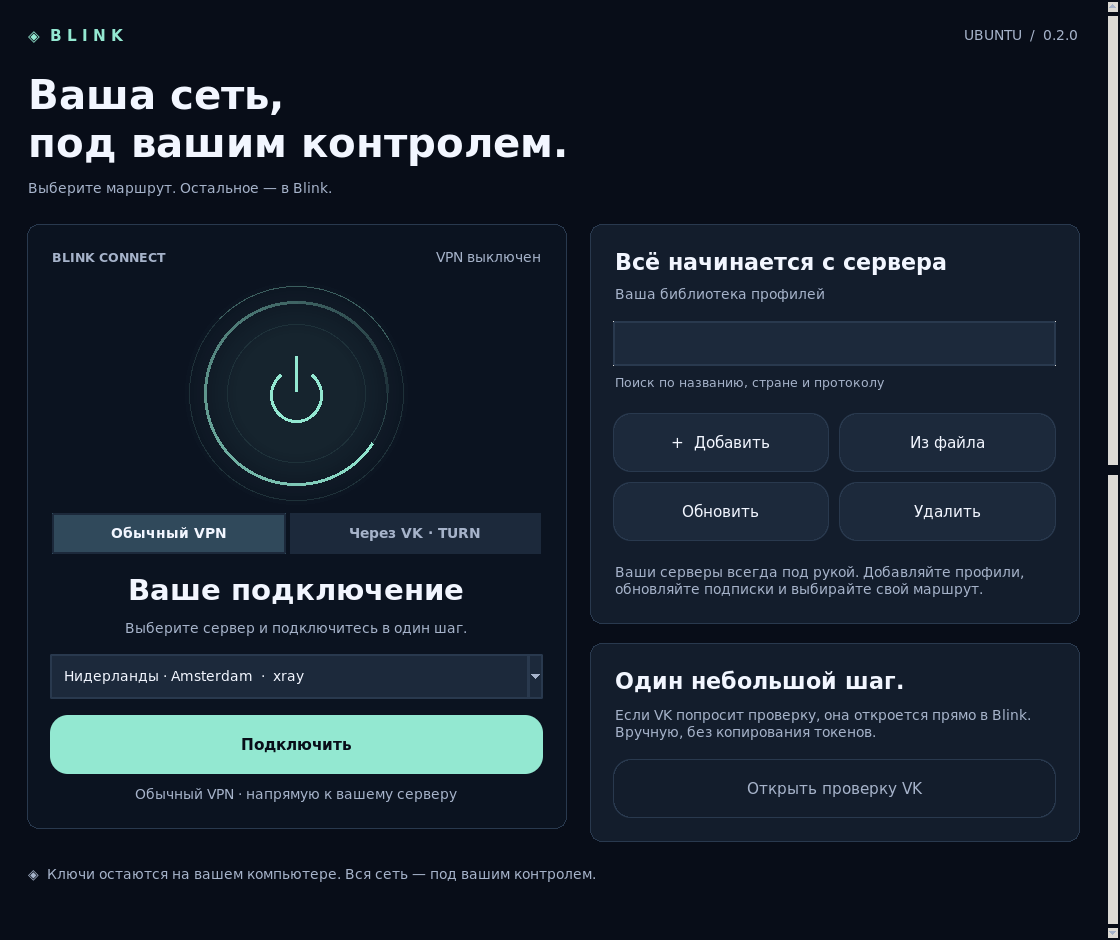 ◈ BLINK
UBUNTU / 0.2.0
Ваша сеть,
под вашим контролем.
Выберите маршрут. Остальное — в Blink.
BLINK CONNECT
VPN выключен
Обычный VPN
Через VK · TURN
Ваше подключение
Выберите сервер и подключитесь в один шаг.
Нидерланды · Amsterdam · xray
Подключить
Обычный VPN · напрямую к вашему серверу
Всё начинается с сервера
Ваша библиотека профилей
Поиск по названию, стране и протоколу
+ Добавить
Из файла
Обновить
Удалить
Ваши серверы всегда под рукой. Добавляйте профили,
обновляйте подписки и выбирайте свой маршрут.
Один небольшой шаг.
Если VK попросит проверку, она откроется прямо в Blink.
Вручную, без копирования токенов.
Открыть проверку VK
◈ Ключи остаются на вашем компьютере. Вся сеть — под вашим контролем.